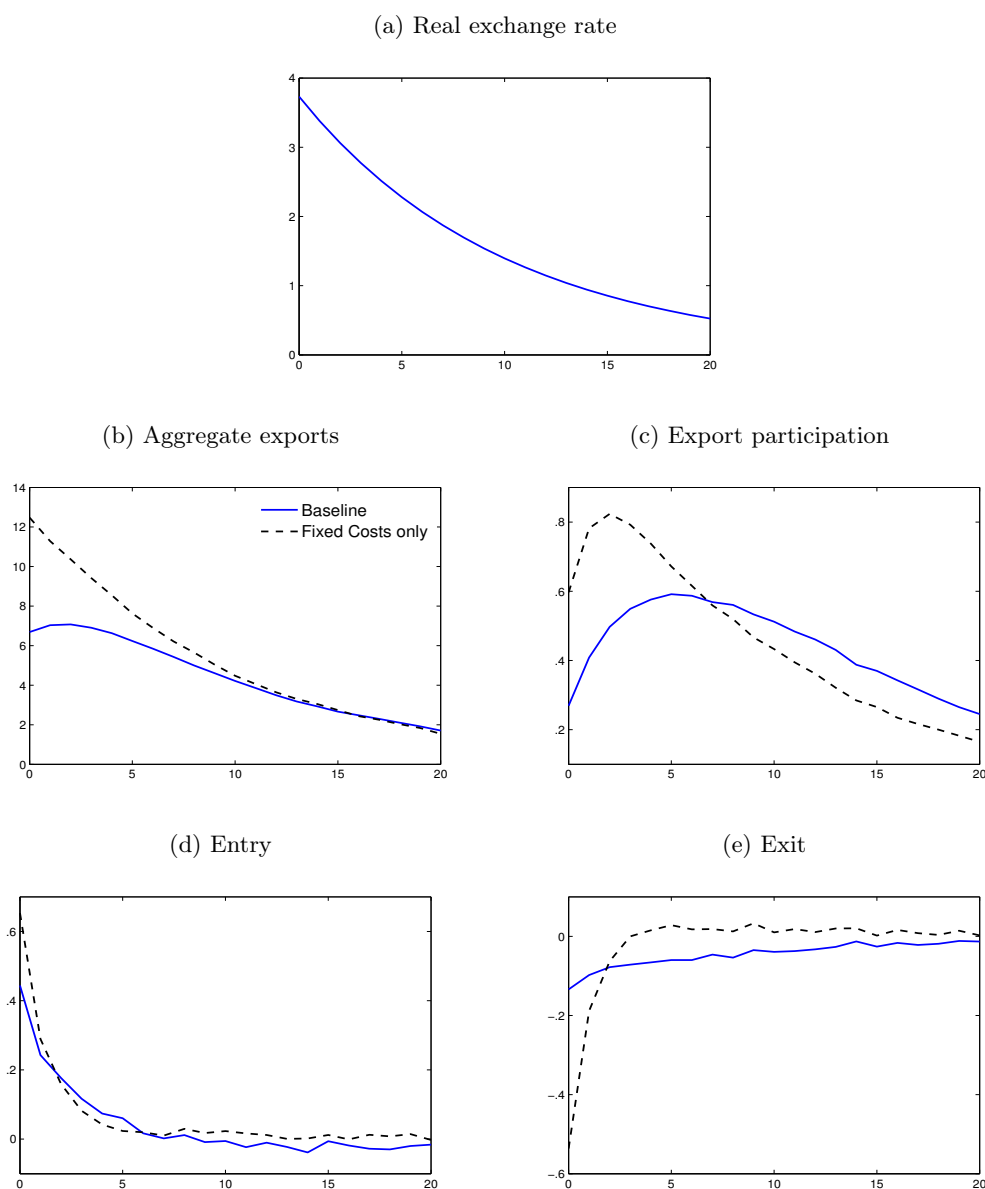 (a) Real exchange rate
4
3
2
1
0
0 5 10 15 20
(b) Aggregate exports
14
12
10
8
6
4
2
0
0 5 10 15 20
Baseline
Fixed Costs only
(c) Export participation
.8
.6
.4
.2
0 5 10 15 20
(d) Entry
.6
.4
.2
0
0 5 10 15 20
(e) Exit
0
−.2
−.4
−.6
0 5 10 15 20